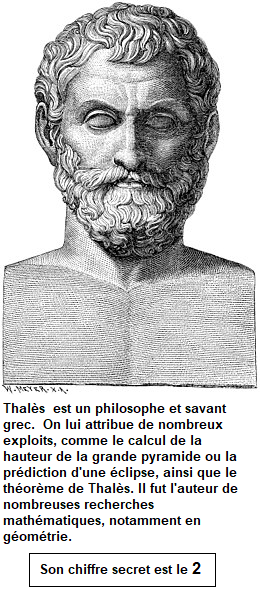 W. MEYER. X.A.
Thalès est un philosophe et savant
grec. On lui attribue de nombreux
exploits, comme le calcul de la
hauteur de la grande pyramide ou la
prédiction d'une éclipse, ainsi que le
théorème de Thalès. Il fut l'auteur de
nombreuses recherches
mathématiques, notamment en
géométrie.
Son chiffre secret est le 2